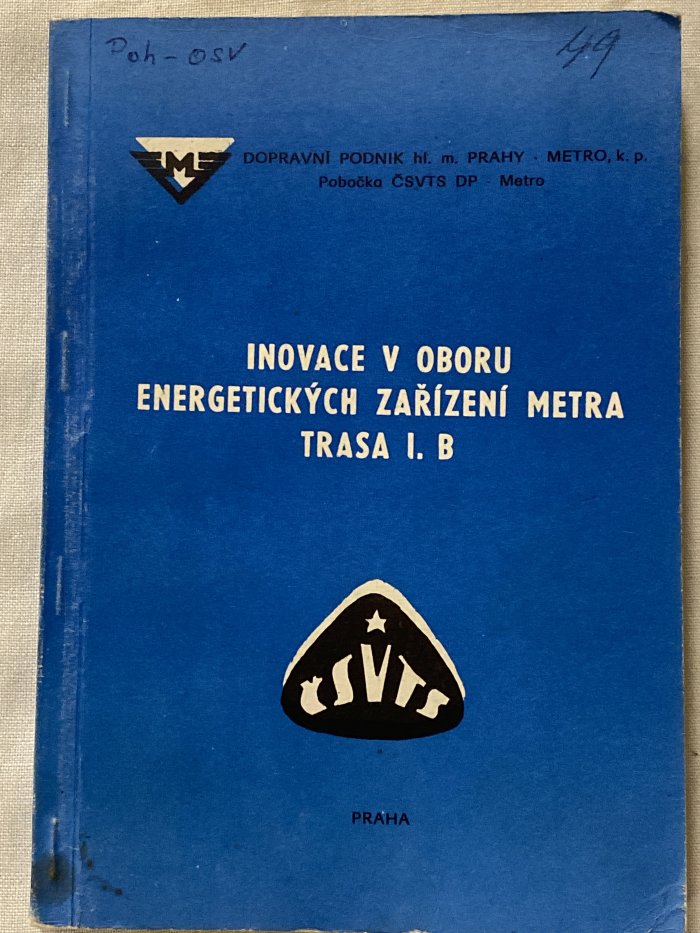 Poh - OSV
49
M
DOPRAVNÍ PODNIK hl. m. PRAHY - METRO, k. p.
Pobočka ČSVTS DP - Metro
INOVACE V OBORU
ENERGETICKÝCH ZAŘÍZENÍ METRA
TRASA I. B
ČSVTS
PRAHA